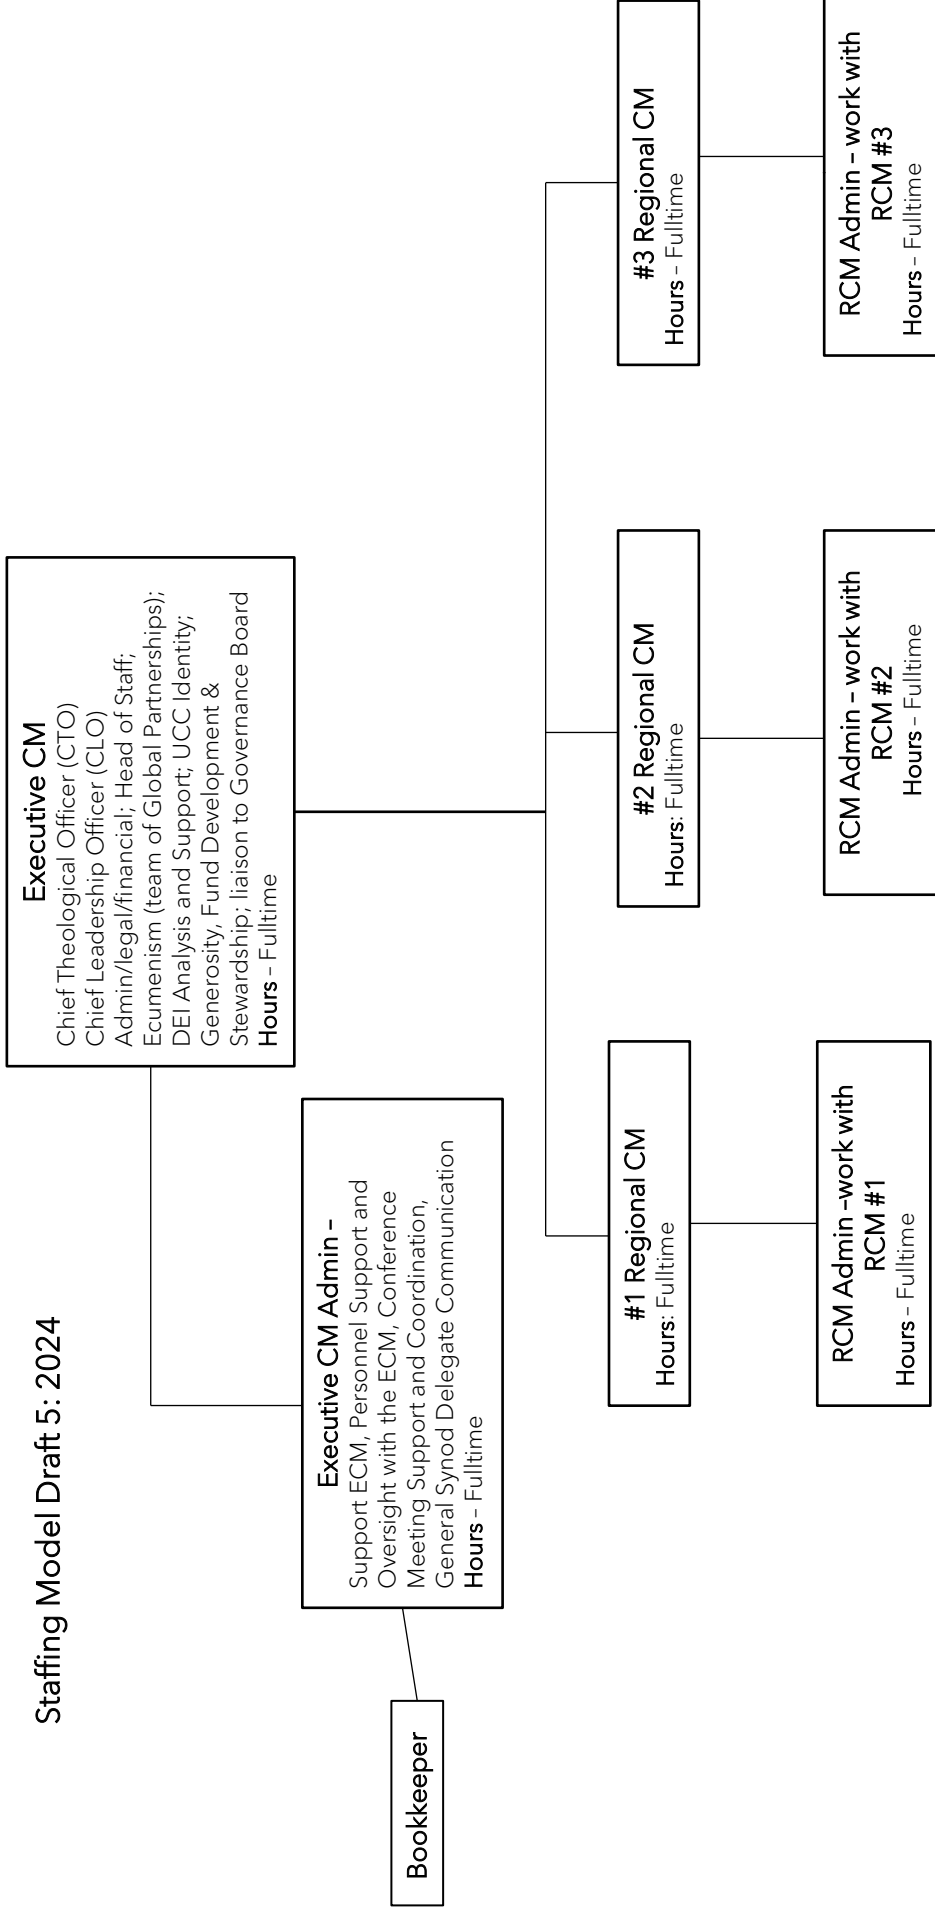 Staffing Model Draft 5: 2024
Executive CM
Chief Theological Officer (CTO)
Chief Leadership Officer (CLO)
Admin/legal/financial; Head of Staff;
Ecumenism (team of Global Partnerships);
DEI Analysis and Support; UCC Identity;
Generosity, Fund Development &
Stewardship; liaison to Governance Board
Hours – Fulltime
Executive CM Admin –
Support ECM, Personnel Support and
Oversight with the ECM, Conference
Meeting Support and Coordination,
General Synod Delegate Communication
Hours – Fulltime
Bookkeeper
#1 Regional CM
Hours: Fulltime
#2 Regional CM
Hours: Fulltime
#3 Regional CM
Hours – Fulltime
RCM Admin –work with
RCM #1
Hours – Fulltime
RCM Admin – work with
RCM #2
Hours – Fulltime
RCM Admin – work with
RCM #3
Hours – Fulltime